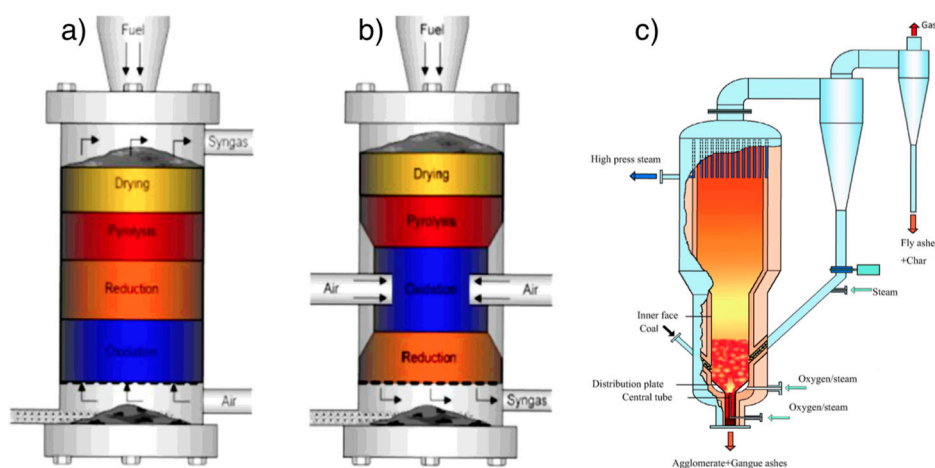 a)
Fuel
Syngas
Drying
Pyrolysis
Reduction
Oxidation
Air
b)
Fuel
Drying
Pyrolysis
Air
Oxidation
Air
Reduction
Syngas
c)
Gas
High press steam
Fly ashe
+Char
Steam
Inner face
Coal
Distribution plate
Central tube
Oxygen/steam
Oxygen/steam
Agglomerate+Gangue ashes